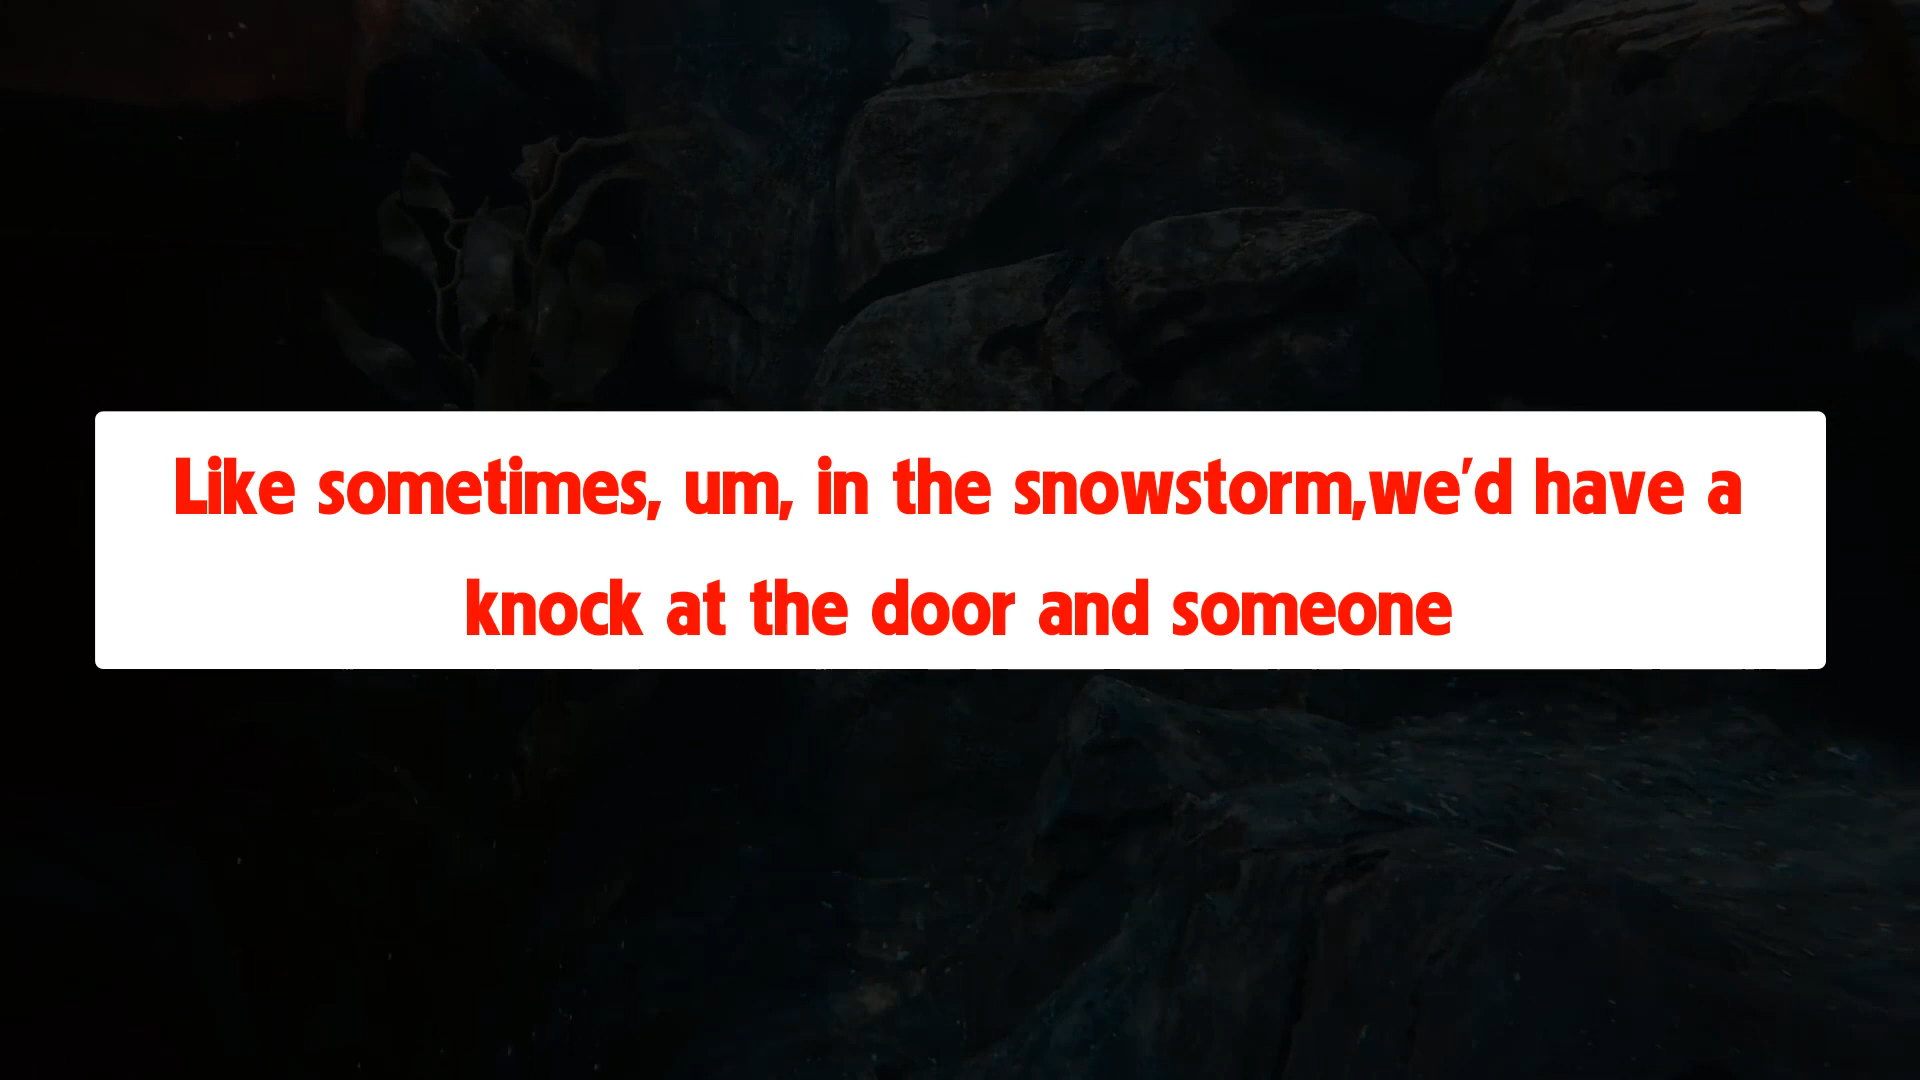 Like sometimes, um, in the snowstorm,we'd have a
knock at the door and someone